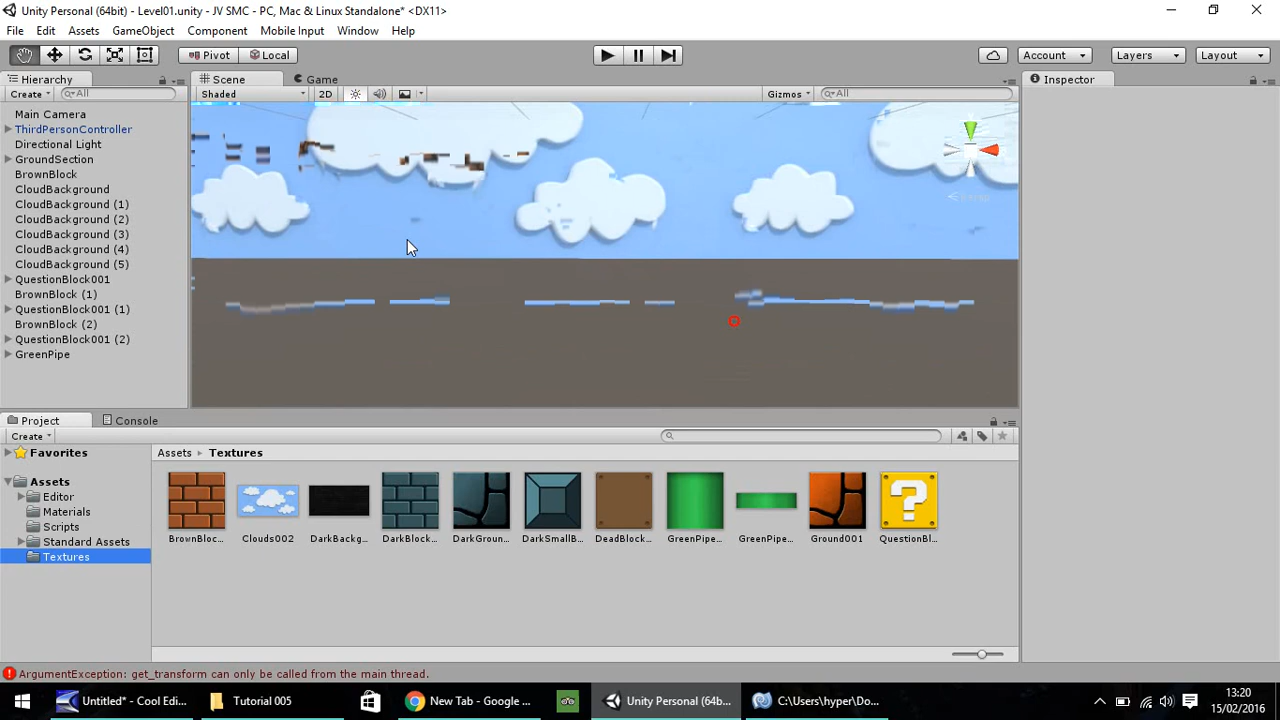 Unity Personal (64bit) - Level01.unity - JV SMC - PC, Mac & Linux Standalone* <DX11>
File Edit Assets GameObject Component Mobile Input Window Help
Pivot Local Account Layers Layout
Hierarchy Scene Game Inspector
Create All Shaded 2D Gizmos All
Main Camera
ThirdPersonController
Directional Light
GroundSection
BrownBlock
CloudBackground
CloudBackground (1)
CloudBackground (2)
CloudBackground (3)
CloudBackground (4)
CloudBackground (5)
QuestionBlock001
BrownBlock (1)
QuestionBlock001 (1)
BrownBlock (2)
QuestionBlock001 (2)
GreenPipe
Project Console
Create
Favorites Assets Textures
Assets
Editor
Materials
Scripts
Standard Assets
Textures
BrownBloc... Clouds002 DarkBackg... DarkBlock... DarkGroun... DarkSmallB... DeadBlock... GreenPipe... GreenPipe... Ground001 QuestionBl...
ArgumentException: get_transform can only be called from the main thread.
Untitled* - Cool Edi... Tutorial 005 New Tab - Google ... Unity Personal (64b... C:\Users\hyper\Do...
13:20
15/02/2016